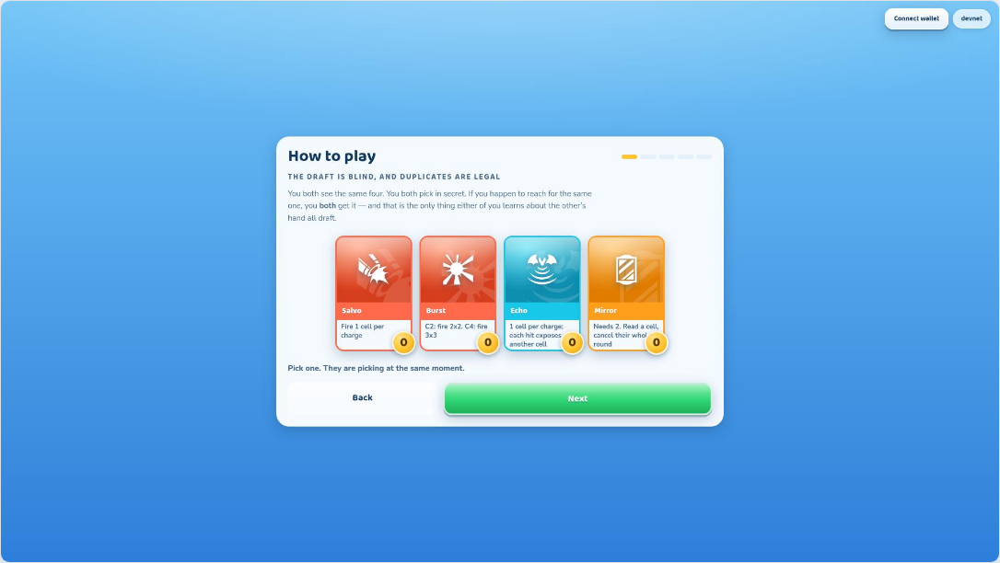 Connect wallet
devnet
How to play
THE DRAFT IS BLIND, AND DUPLICATES ARE LEGAL
You both see the same four. You both pick in secret. If you happen to reach for the same
one, you both get it — and that is the only thing either of you learns about the other's
hand all draft.
Salvo
Fire 1 cell per
charge
0
Burst
C2: fire 2x2. C4: fire
3x3
0
Echo
1 cell per charge;
each hit exposes
another cell
0
Mirror
Needs 2. Read a cell,
cancel their whole
round
0
Pick one. They are picking at the same moment.
Back
Next